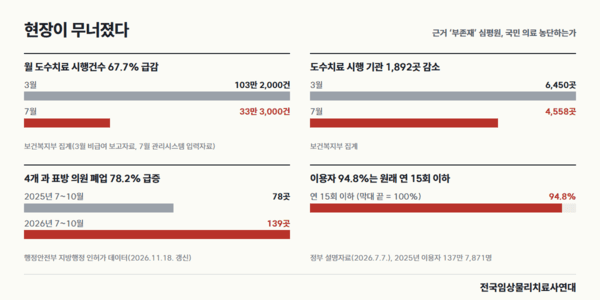 현장이 무너졌다
근거 '부존재' 심평원, 국민 의료 농단하는가
월 도수치료 시행건수 67.7% 급감
3월 103만 2,000건
7월 33만 3,000건
보건복지부 집계(3월 비급여 보고자료, 7월 관리시스템 입력자료)
도수치료 시행 기관 1,892곳 감소
3월 6,450곳
7월 4,558곳
보건복지부 집계
4개 과 표방 의원 폐업 78.2% 급증
2025년 7~10월 78곳
2026년 7~10월 139곳
행정안전부 지방행정 인허가 데이터(2026.11.18. 갱신)
이용자 94.8%는 원래 연 15회 이하
연 15회 이하 (막대 끝 = 100%) 94.8%
정부 설명자료(2026.7.7.), 2025년 이용자 137만 7,871명
전국임상물리치료사연대